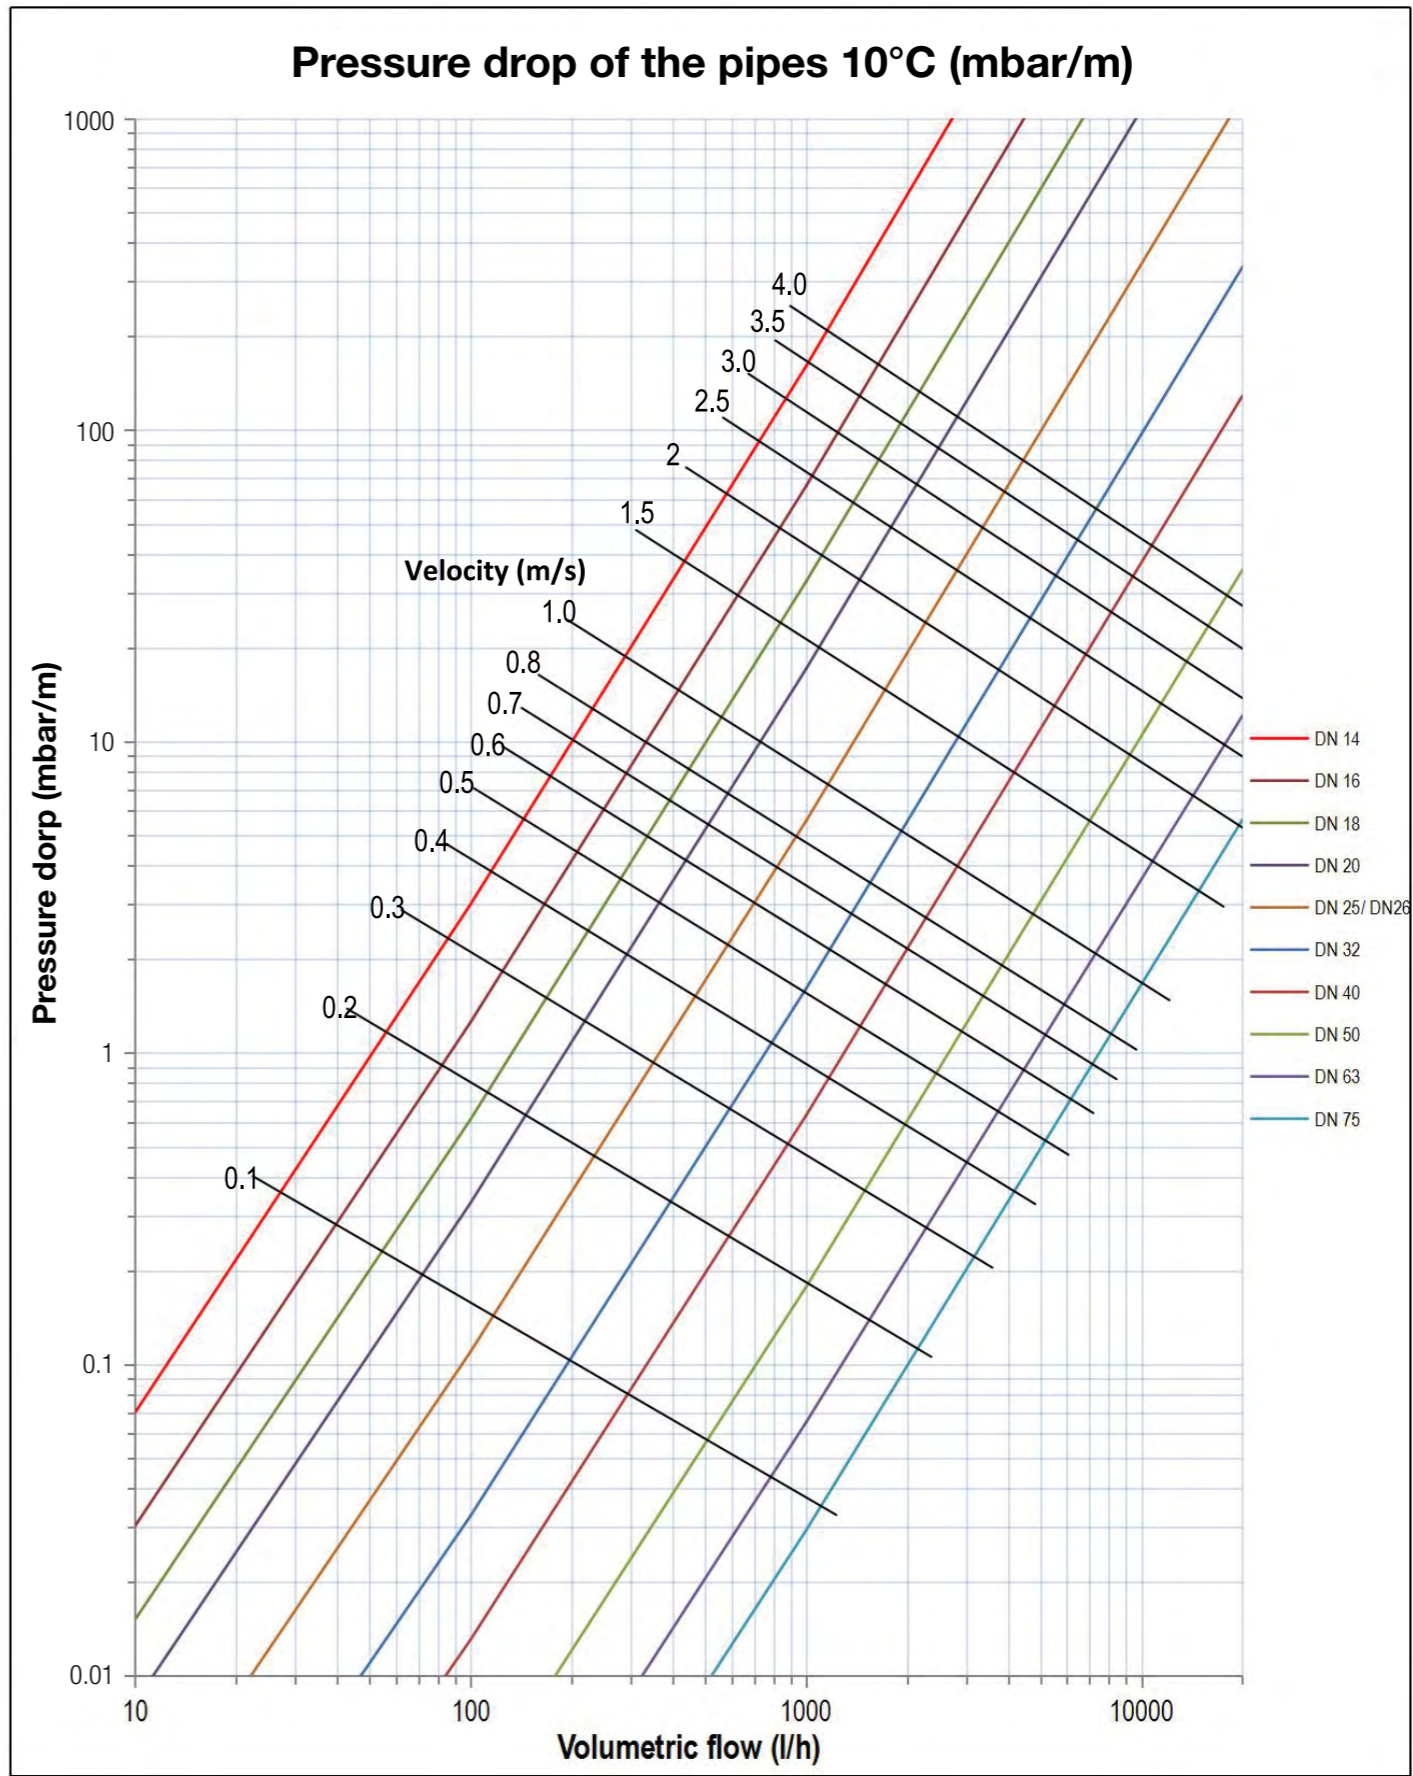 Pressure drop of the pipes 10°C (mbar/m)
1000
4.0
3.5
3.0
2.5
100
2
1.5
Velocity (m/s)
1.0
0.8
0.7
10
0.6
0.5
0.4
0.3
0.2
1
0.1
0.1
0.01
Pressure dorp (mbar/m)
DN 14
DN 16
DN 18
DN 20
DN 25/ DN26
DN 32
DN 40
DN 50
DN 63
DN 75
10 100 1000 10000
Volumetric flow (l/h)